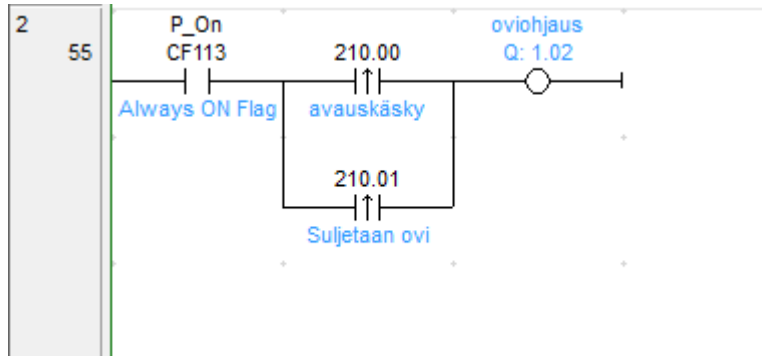 2
55
P_On
CF113
Always ON Flag
210.00
avauskäsky
oviohjaus
Q: 1.02
210.01
Suljetaan ovi